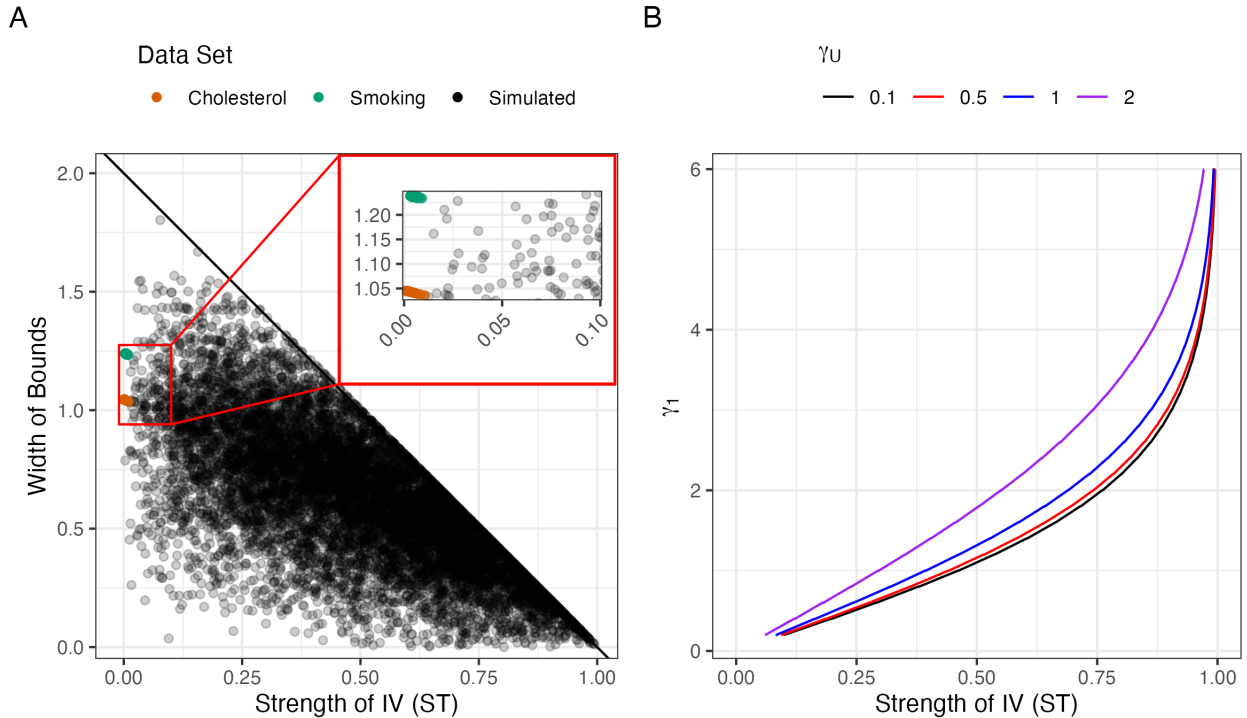 A
B
Data Set
Cholesterol Smoking Simulated
γU
0.1 0.5 1 2
2.0
1.5
1.0
0.5
0.0
Width of Bounds
1.20
1.15
1.10
1.05
0.00 0.05 0.10
0.00 0.25 0.50 0.75 1.00
Strength of IV (ST)
6
4
2
0
γ1
0.00 0.25 0.50 0.75 1.00
Strength of IV (ST)